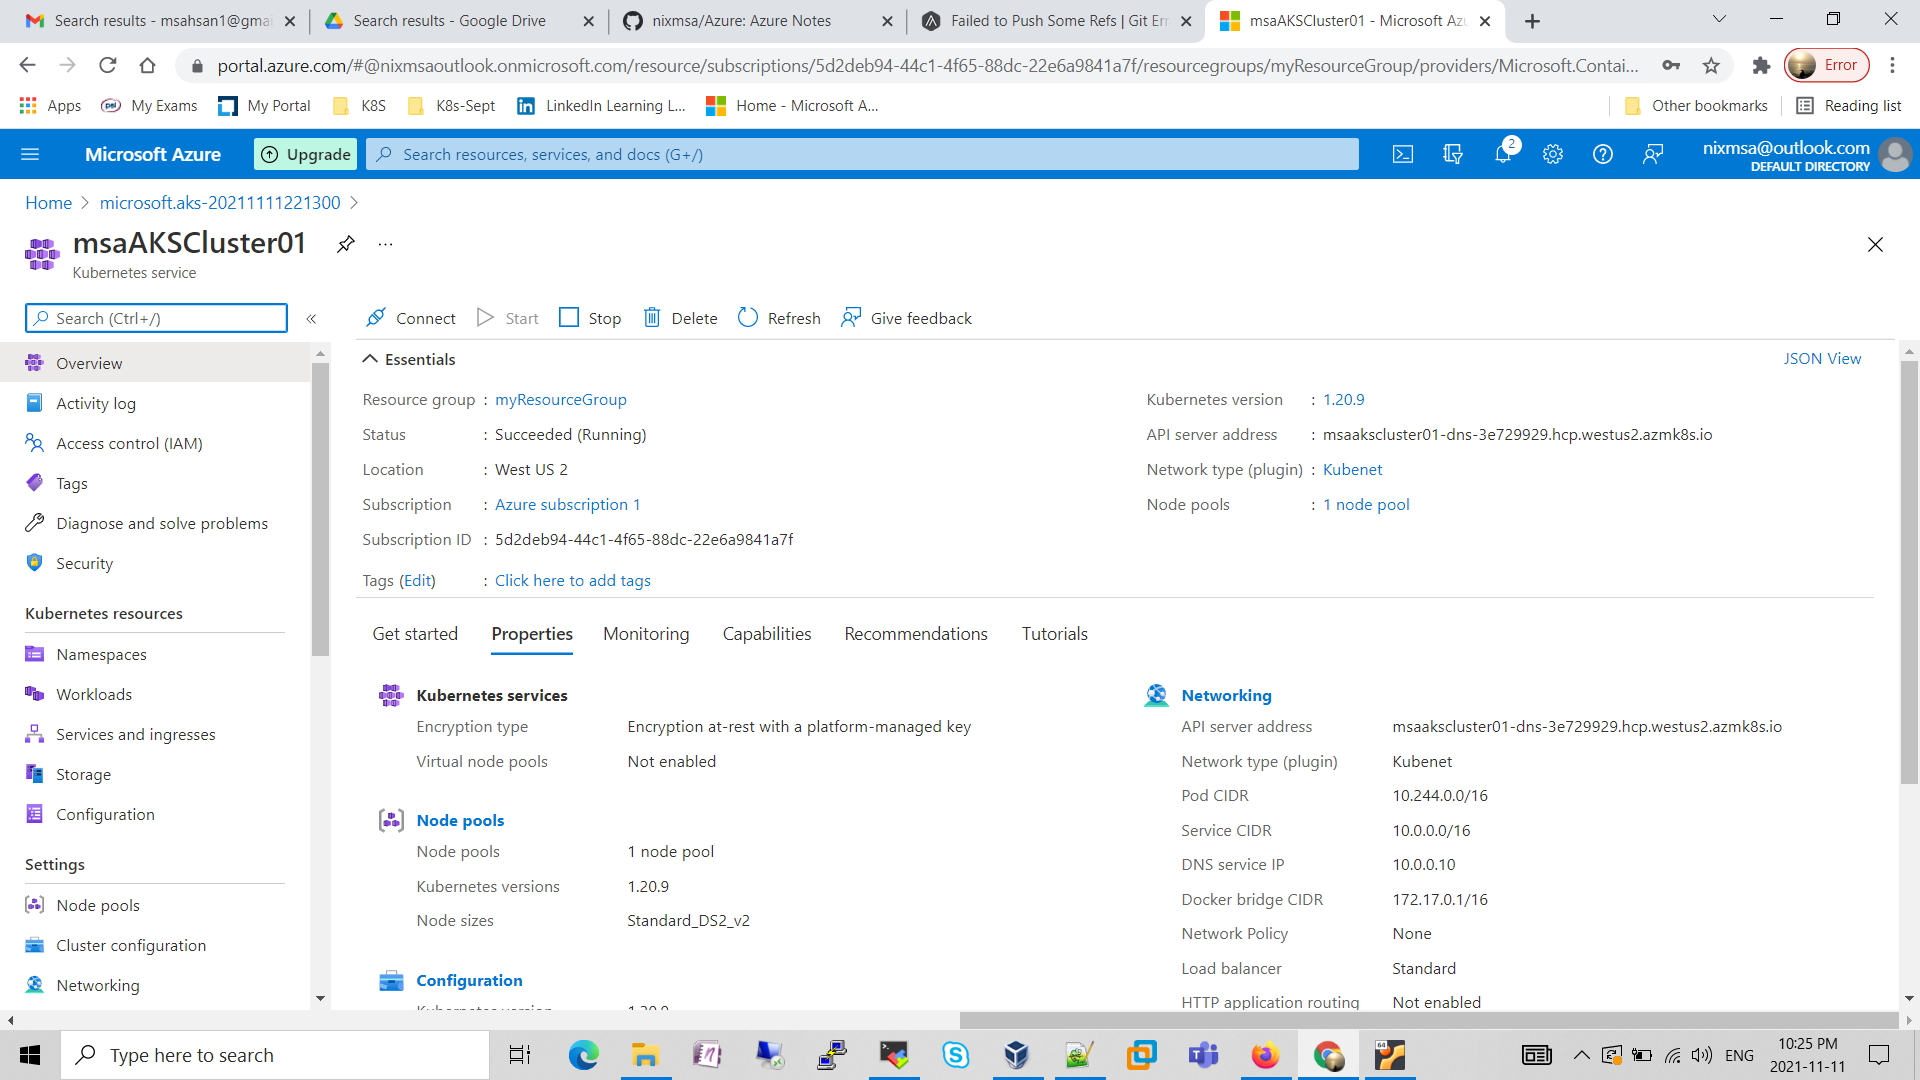 Search results - msahsan1@gmai
Search results - Google Drive
nixmsa/Azure: Azure Notes
Failed to Push Some Refs | Git Err
msaAKSCluster01 - Microsoft Azu
portal.azure.com/#@nixmsaoutlook.onmicrosoft.com/resource/subscriptions/5d2deb94-44c1-4f65-88dc-22e6a9841a7f/resourcegroups/myResourceGroup/providers/Microsoft.Contai...
Error
Apps
My Exams
My Portal
K8S
K8s-Sept
LinkedIn Learning L...
Home - Microsoft A...
Other bookmarks
Reading list
Microsoft Azure
Upgrade
Search resources, services, and docs (G+/)
2
nixmsa@outlook.com
DEFAULT DIRECTORY
Home > microsoft.aks-20211111221300 >
msaAKSCluster01
...
Kubernetes service
Search (Ctrl+/)
«
Connect
Start
Stop
Delete
Refresh
Give feedback
Overview
Activity log
Access control (IAM)
Tags
Diagnose and solve problems
Security
Kubernetes resources
Namespaces
Workloads
Services and ingresses
Storage
Configuration
Settings
Node pools
Cluster configuration
Networking
Essentials
JSON View
Resource group : myResourceGroup
Status : Succeeded (Running)
Location : West US 2
Subscription : Azure subscription 1
Subscription ID : 5d2deb94-44c1-4f65-88dc-22e6a9841a7f
Tags (Edit) : Click here to add tags
Kubernetes version : 1.20.9
API server address : msaakscluster01-dns-3e729929.hcp.westus2.azmk8s.io
Network type (plugin) : Kubenet
Node pools : 1 node pool
Get started
Properties
Monitoring
Capabilities
Recommendations
Tutorials
Kubernetes services
Encryption type Encryption at-rest with a platform-managed key
Virtual node pools Not enabled
Node pools
Node pools 1 node pool
Kubernetes versions 1.20.9
Node sizes Standard_DS2_v2
Configuration
Kubernetes version 1.20.9
Networking
API server address msaakscluster01-dns-3e729929.hcp.westus2.azmk8s.io
Network type (plugin) Kubenet
Pod CIDR 10.244.0.0/16
Service CIDR 10.0.0.0/16
DNS service IP 10.0.0.10
Docker bridge CIDR 172.17.0.1/16
Network Policy None
Load balancer Standard
HTTP application routing Not enabled
Type here to search
64
ENG
10:25 PM
2021-11-11